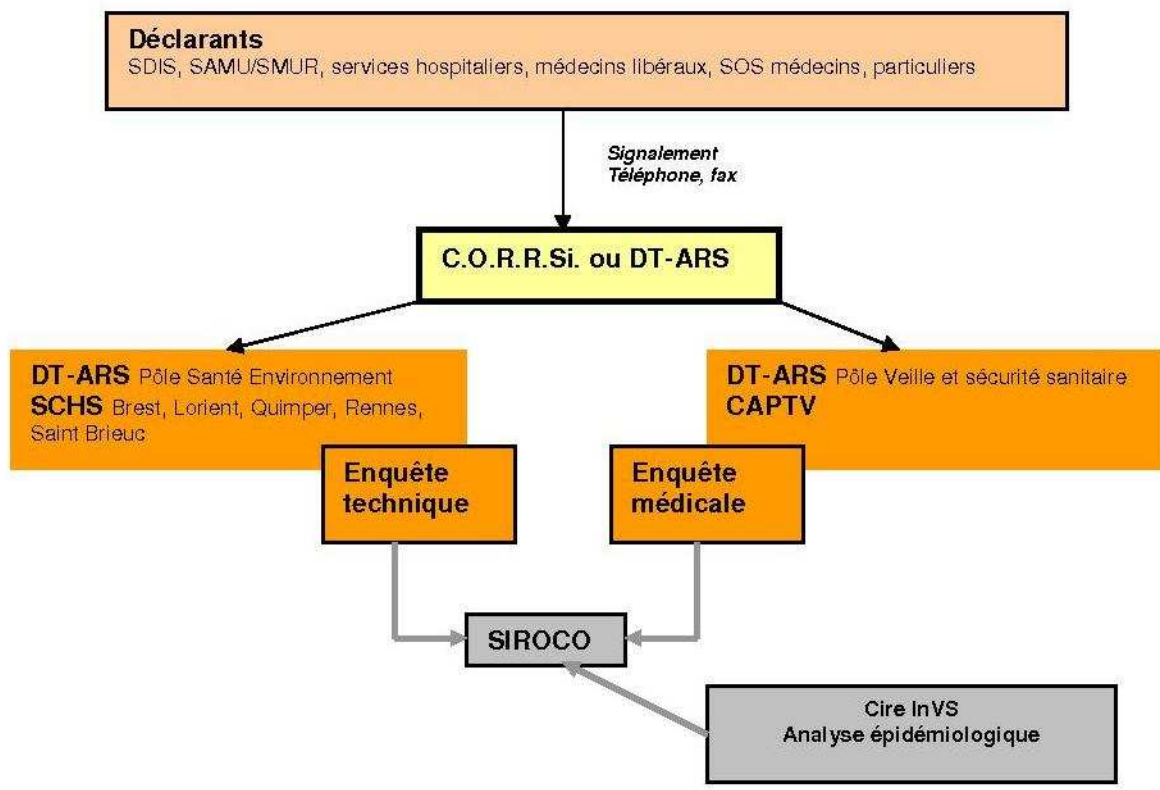 Déclarants
SDIS, SAMU/SMUR, services hospitaliers, médecins libéraux, SOS médecins, particuliers
Signalement
Téléphone, fax
C.O.R.R.Si. ou DT-ARS
DT-ARS Pôle Santé Environnement
SCHS Brest, Lorient, Quimper, Rennes,
Saint Brieuc
DT-ARS Pôle Veille et sécurité sanitaire
CAPTV
Enquête
technique
Enquête
médicale
SIROCO
Cire InVS
Analyse épidémiologique